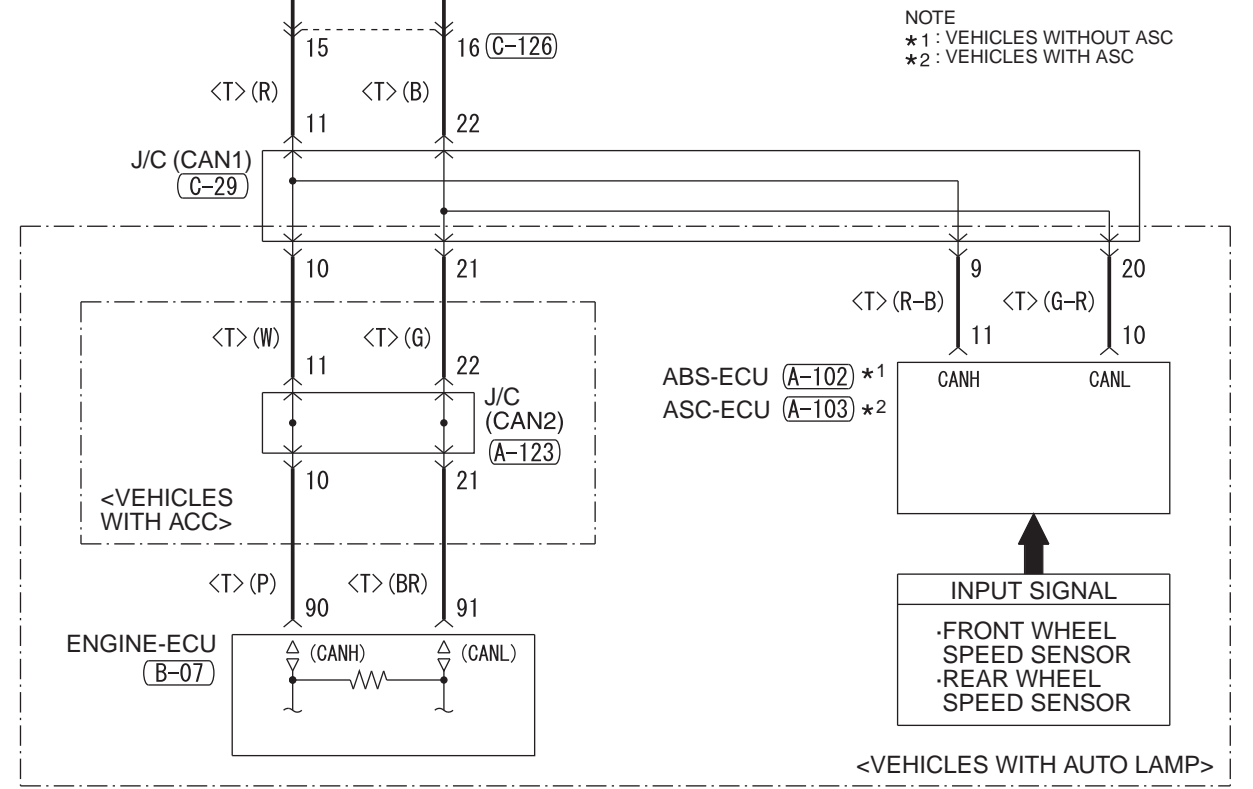 NOTE
*1 : VEHICLES WITHOUT ASC
*2 : VEHICLES WITH ASC
15 16 C-126
<T>(R) <T>(B)
11 22
J/C (CAN1)
C-29
10 21 9 20
<T>(R-B) <T>(G-R)
<T>(W) <T>(G)
11 22 11 10
ABS-ECU A-102 *1 CANH CANL
J/C
(CAN2)
ASC-ECU A-103 *2
A-123
10 21
<VEHICLES
WITH ACC>
<T>(P) <T>(BR)
INPUT SIGNAL
90 91
·FRONT WHEEL
SPEED SENSOR
·REAR WHEEL
SPEED SENSOR
ENGINE-ECU (CANH) (CANL)
B-07
<VEHICLES WITH AUTO LAMP>